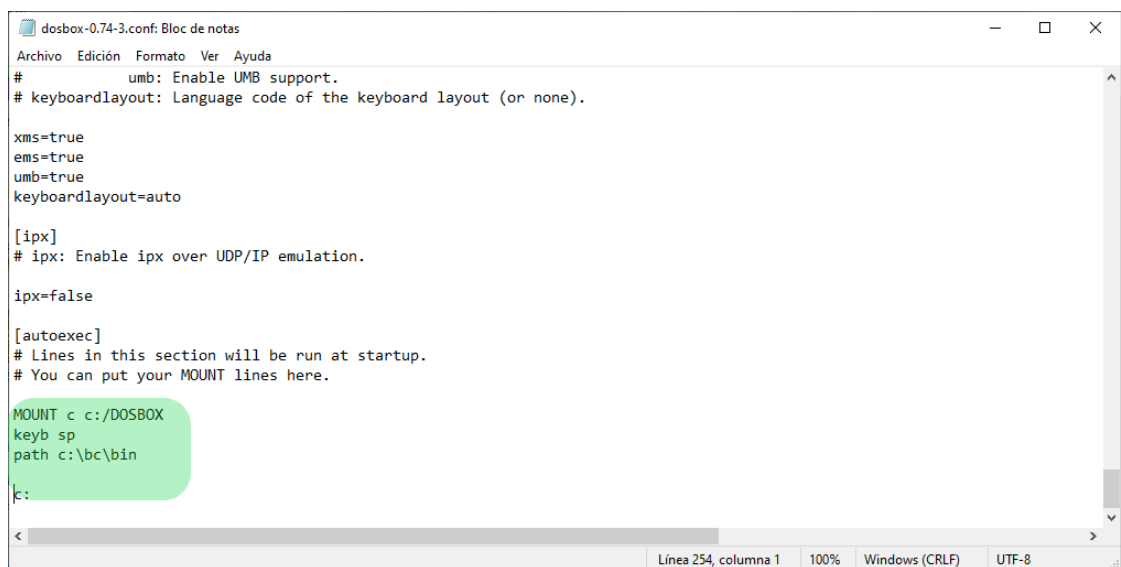 dosbox-0.74-3.conf: Bloc de notas
Archivo Edición Formato Ver Ayuda
# umb: Enable UMB support.
# keyboardlayout: Language code of the keyboard layout (or none).
xms=true
ems=true
umb=true
keyboardlayout=auto
[ipx]
# ipx: Enable ipx over UDP/IP emulation.
ipx=false
[autoexec]
# Lines in this section will be run at startup.
# You can put your MOUNT lines here.
MOUNT c c:/DOSBOX
keyb sp
path c:\bc\bin
c:
Línea 254, columna 1 100% Windows (CRLF) UTF-8